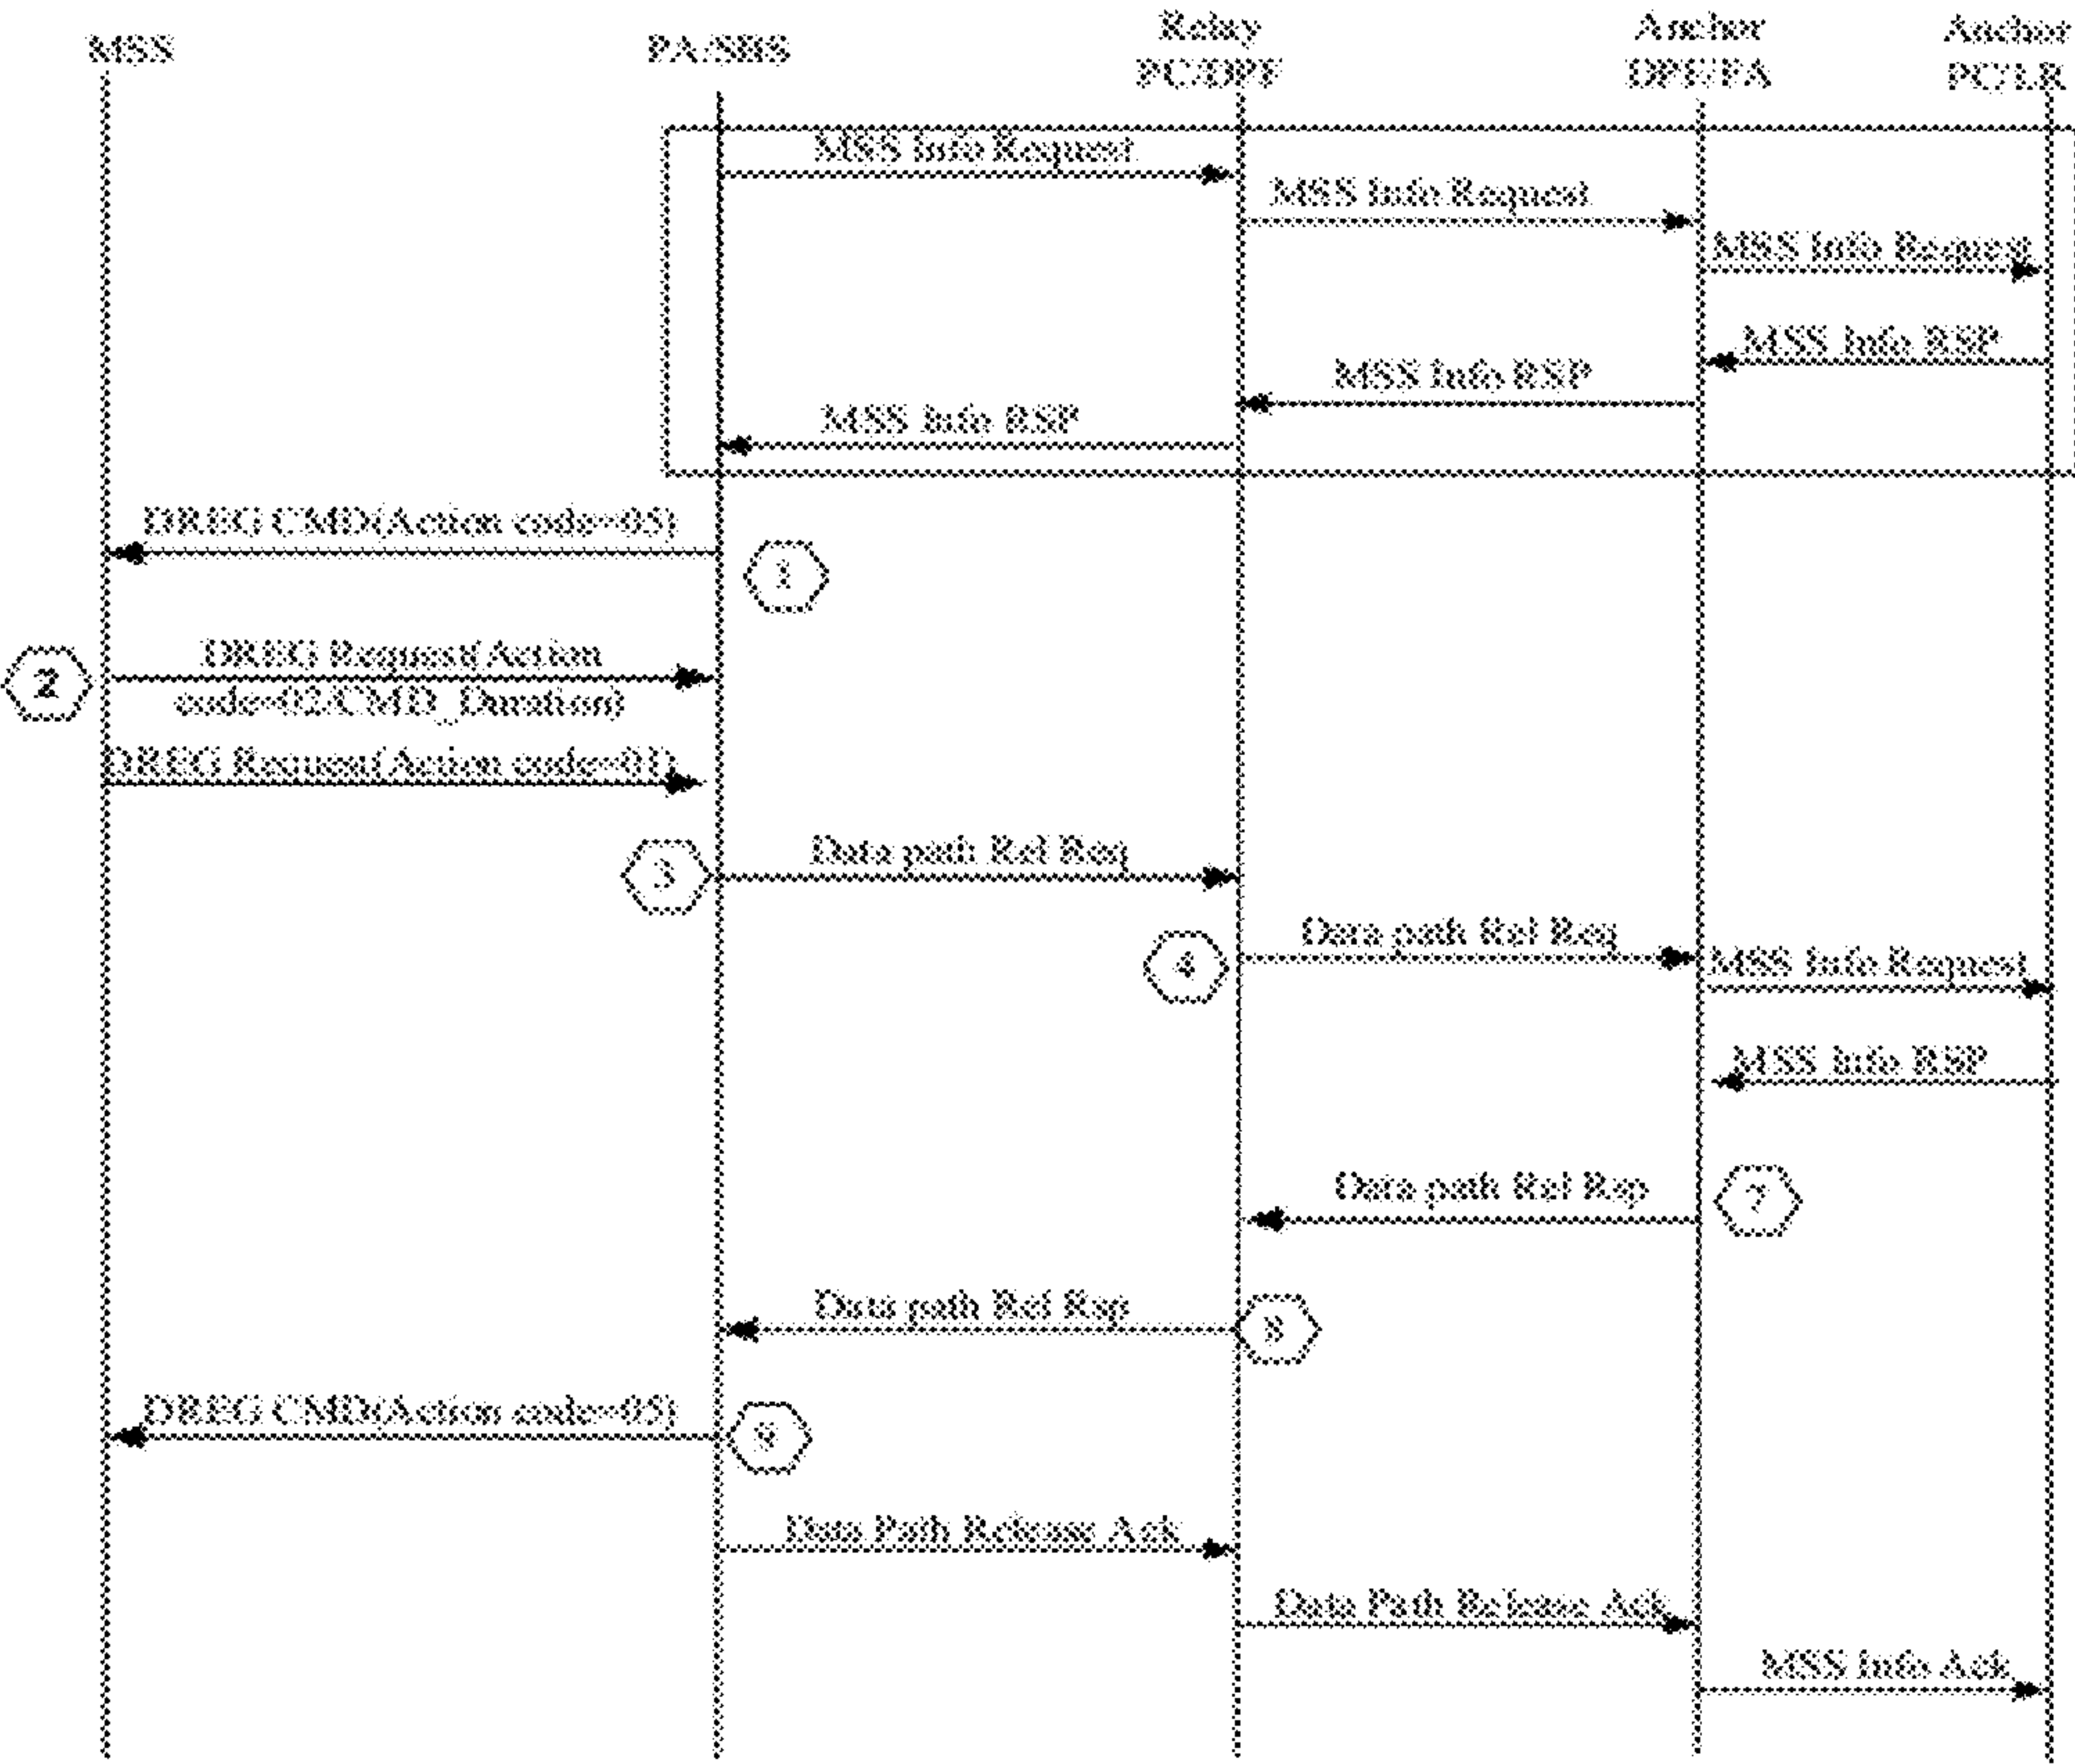 MSS
PA/SBS
Relay
PC/DPF
Anchor
DPF/FA
Anchor
PC/LR
MSS Info Request
MSS Info Request
MSS Info Request
MSS Info RSP
MSS Info RSP
MSS Info RSP
DREG CMD(Action code=05)
1
2
DREG Request(Action
code=02/CMD_Duration)
DREG Request(Action code=01)
3
Data path Rel Req
4
Data path Rel Req
MSS Info Request
MSS Info RSP
Data path Rel Rsp
7
Data path Rel Rsp
8
DREG CMD(Action code=05)
9
Data Path Release Ack
Data Path Release Ack
MSS Info Ack